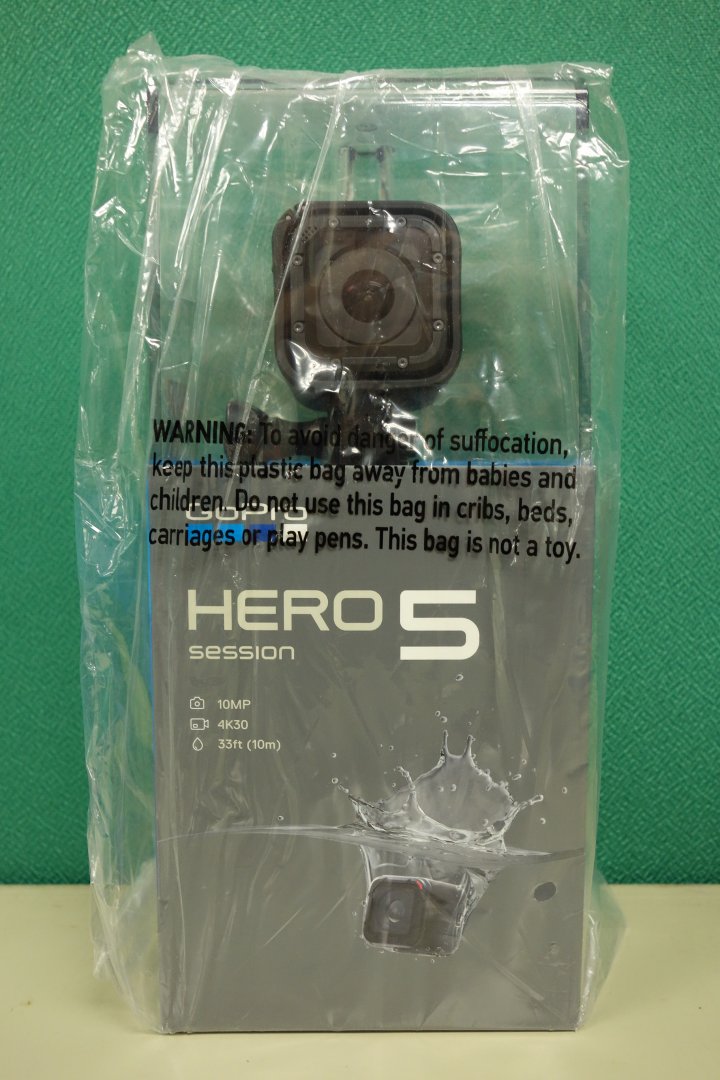 WARNING: To avoid danger of suffocation,
keep this plastic bag away from babies and
children. Do not use this bag in cribs, beds,
carriages or play pens. This bag is not a toy.
GoPro
HERO5
session
10MP
4K30
33ft (10m)